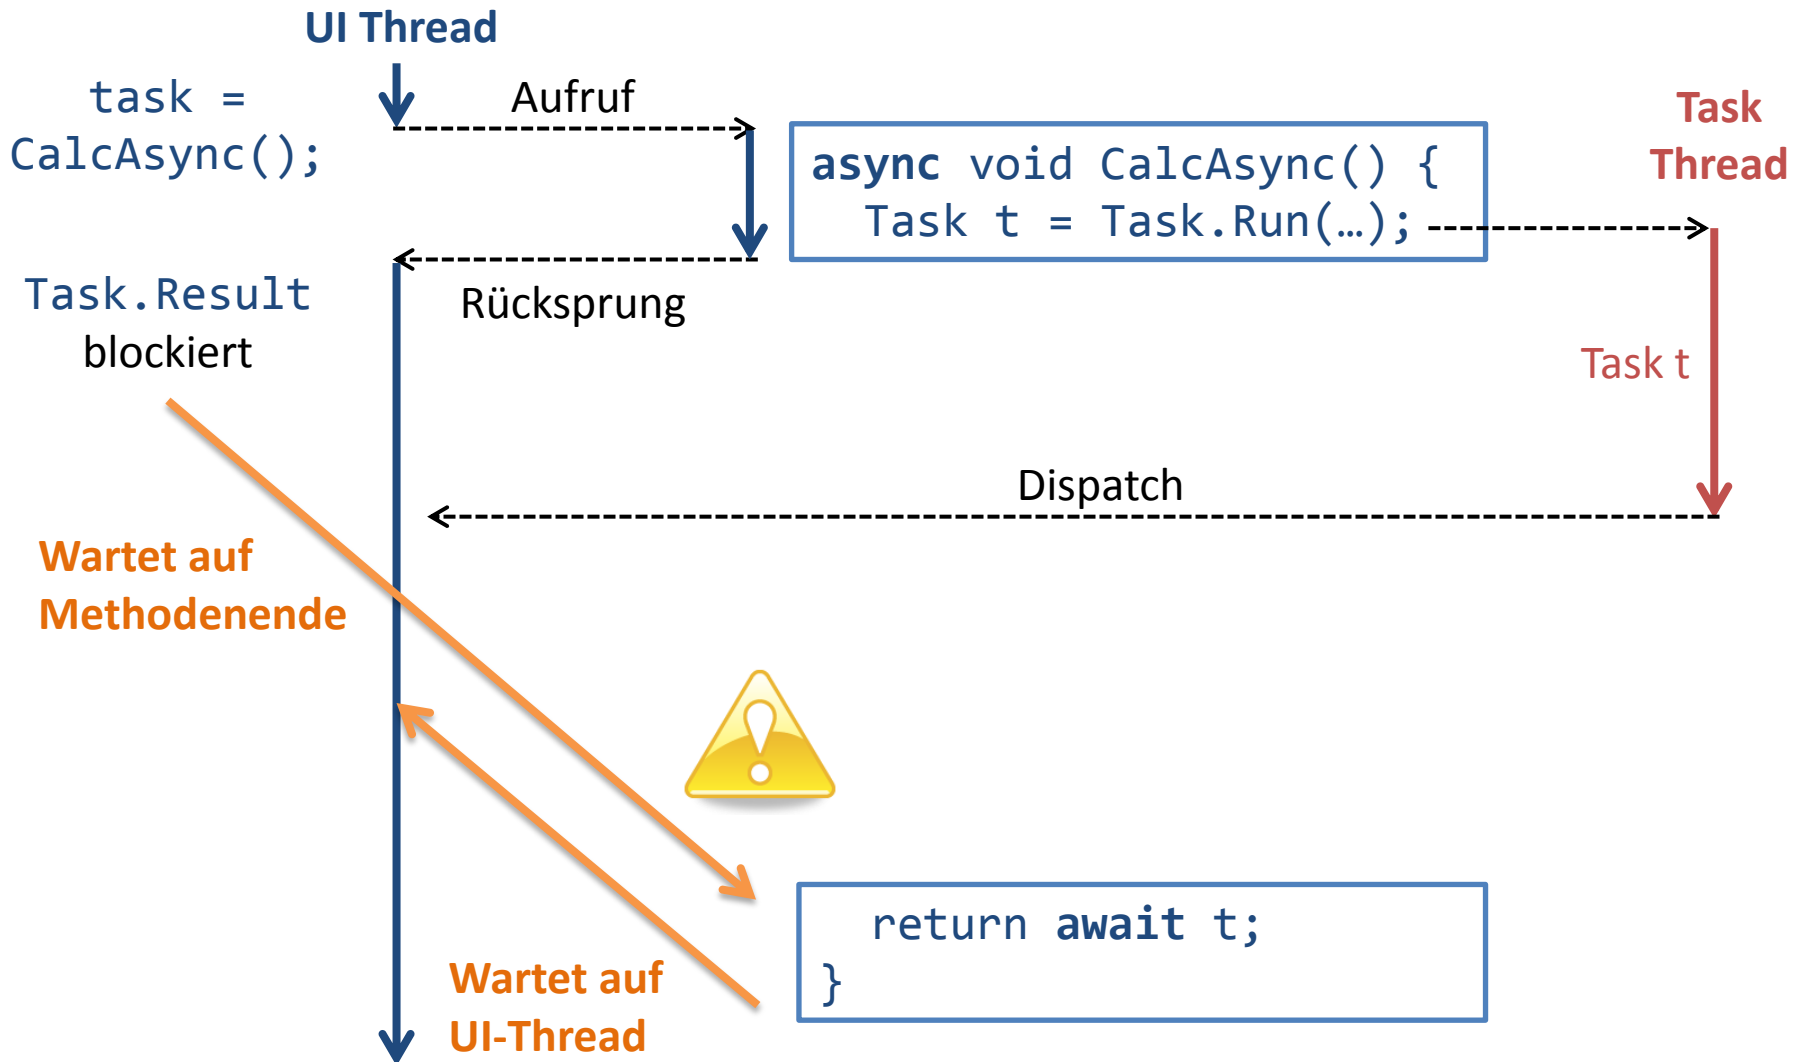 UI Thread
task =
CalcAsync();
Aufruf
async void CalcAsync() {
Task t = Task.Run(…);
Task
Thread
Task.Result
blockiert
Rücksprung
Task t
Dispatch
Wartet auf
Methodenende
return await t;
}
Wartet auf
UI-Thread